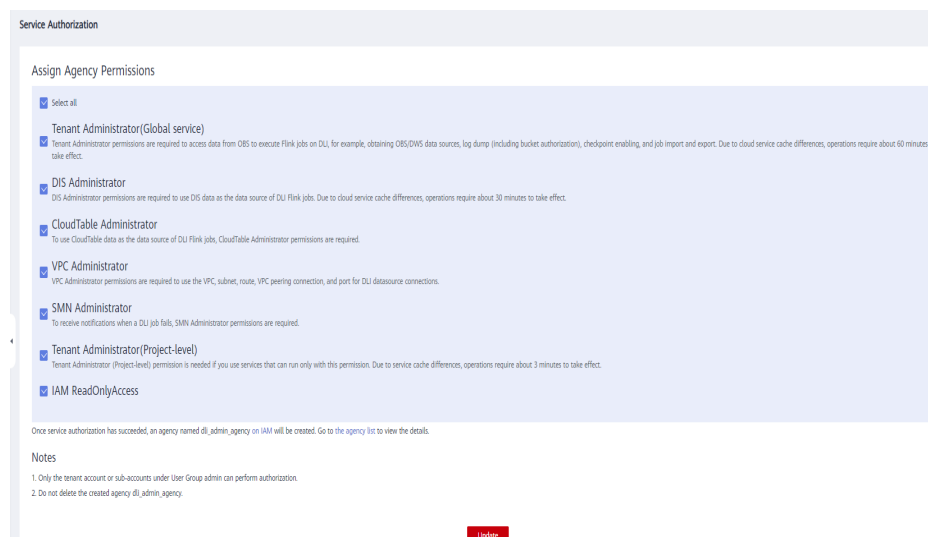 Service Authorization
Assign Agency Permissions
Select all
Tenant Administrator(Global service)
Tenant Administrator permissions are required to access data from OBS to execute Flink jobs on DLI, for example, obtaining OBS/DWS data sources, log dump (including bucket authorization), checkpoint enabling, and job import and export. Due to cloud service cache differences, operations require about 60 minutes
take effect.
DIS Administrator
DIS Administrator permissions are required to use DIS data as the data source of DLI Flink jobs. Due to cloud service cache differences, operations require about 30 minutes to take effect.
CloudTable Administrator
To use CloudTable data as the data source of DLI Flink jobs, CloudTable Administrator permissions are required.
VPC Administrator
VPC Administrator permissions are required to use the VPC, subnet, route, VPC peering connection, and port for DLI datasource connections.
SMN Administrator
To receive notifications when a DLI job fails, SMN Administrator permissions are required.
Tenant Administrator(Project-level)
Tenant Administrator (Project-level) permission is needed if you use services that can run only with this permission. Due to service cache differences, operations require about 3 minutes to take effect.
IAM ReadOnlyAccess
Once service authorization has succeeded, an agency named dli_admin_agency on IAM will be created. Go to the agency list to view the details.
Notes
1. Only the tenant account or sub-accounts under User Group admin can perform authorization.
2. Do not delete the created agency dli_admin_agency.
Update